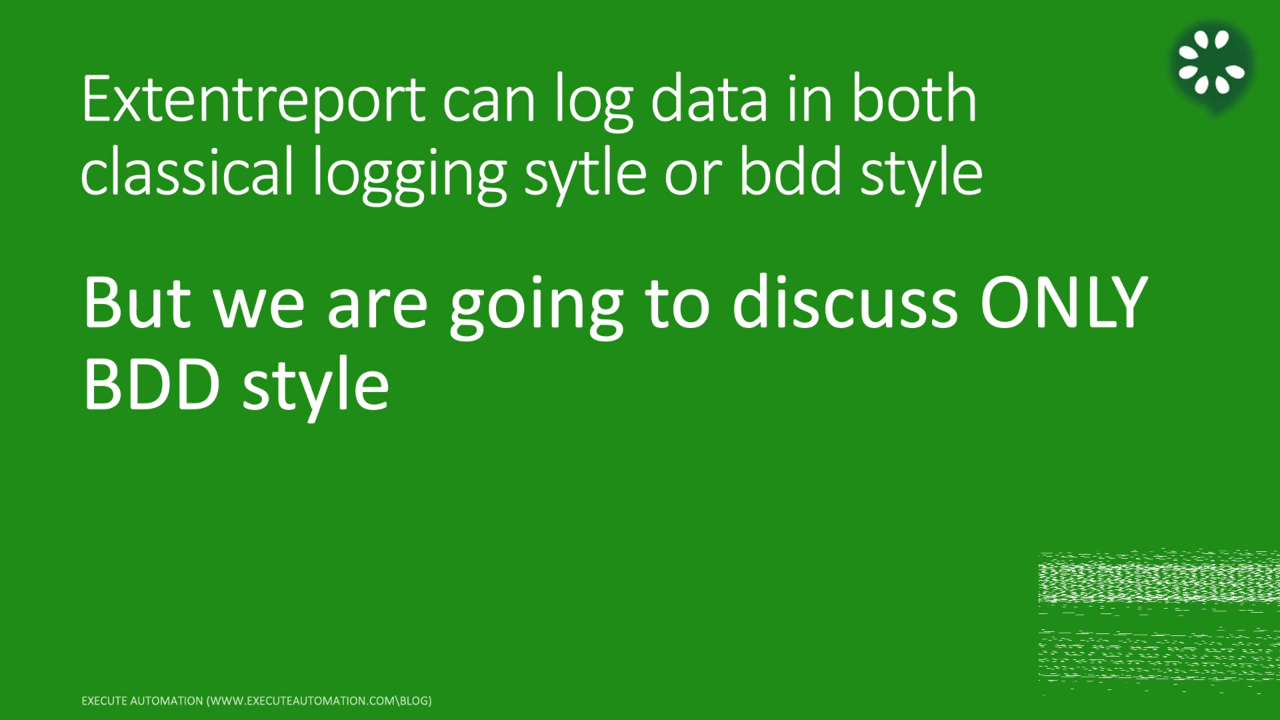 Extentreport can log data in both
classical logging sytle or bdd style
But we are going to discuss ONLY
BDD style
EXECUTE AUTOMATION (WWW.EXECUTEAUTOMATION.COM\BLOG)